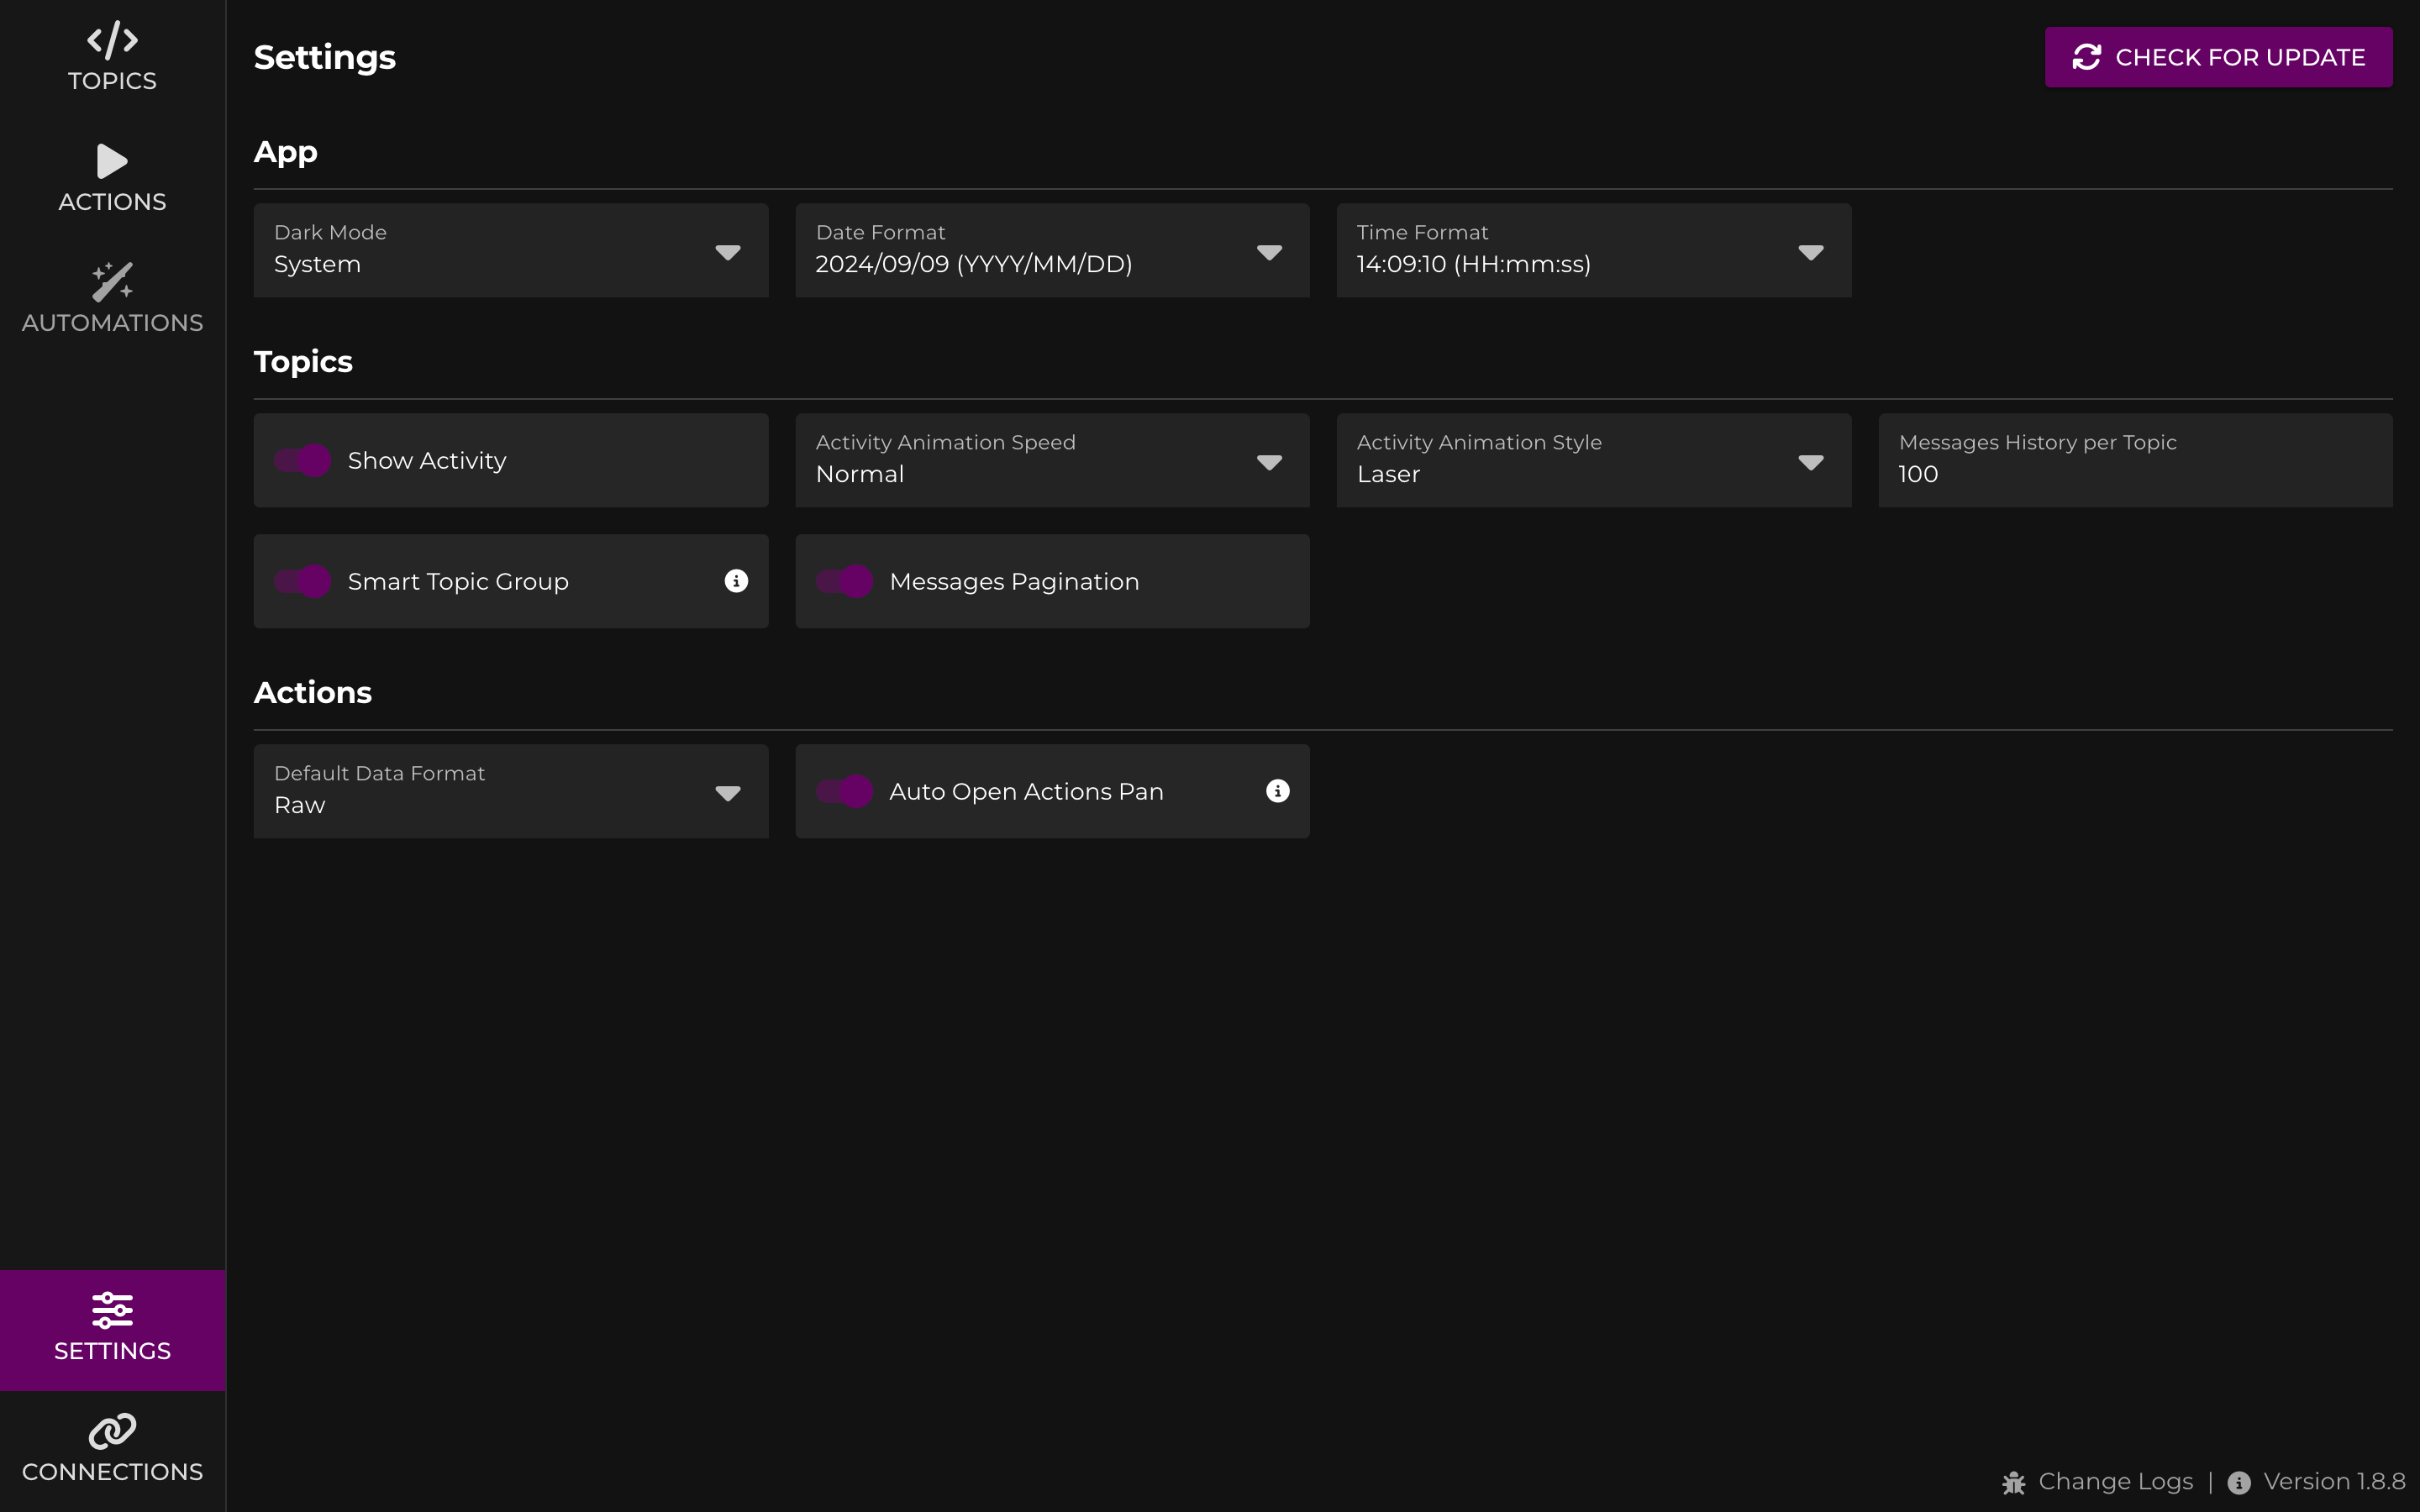 TOPICS
ACTIONS
AUTOMATIONS
SETTINGS
CONNECTIONS
Settings
CHECK FOR UPDATE
App
Dark Mode
System
Date Format
2024/09/09 (YYYY/MM/DD)
Time Format
14:09:10 (HH:mm:ss)
Topics
Show Activity
Activity Animation Speed
Normal
Activity Animation Style
Laser
Messages History per Topic
100
Smart Topic Group
Messages Pagination
Actions
Default Data Format
Raw
Auto Open Actions Pan
Change Logs | Version 1.8.8